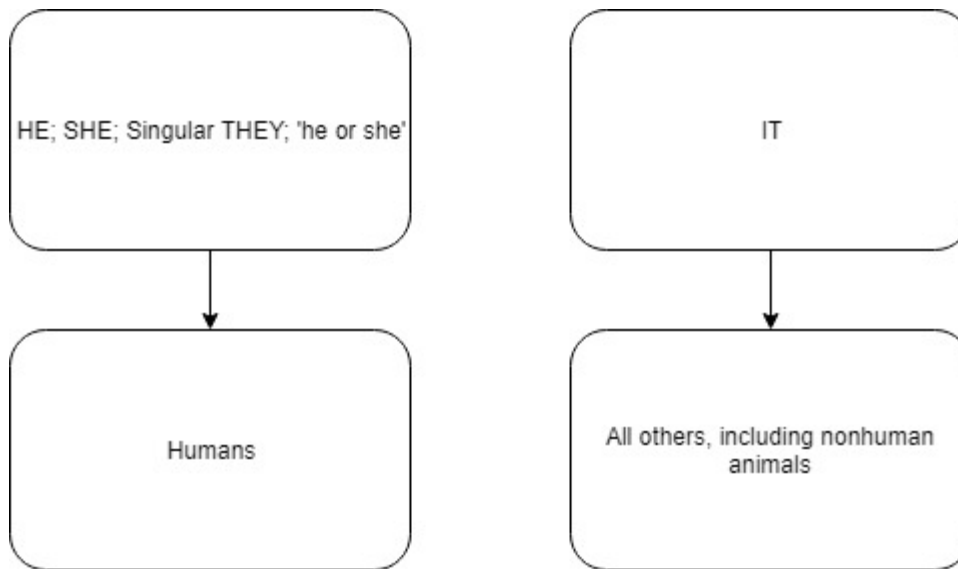 HE; SHE; Singular THEY; 'he or she'
IT
Humans
All others, including nonhuman
animals